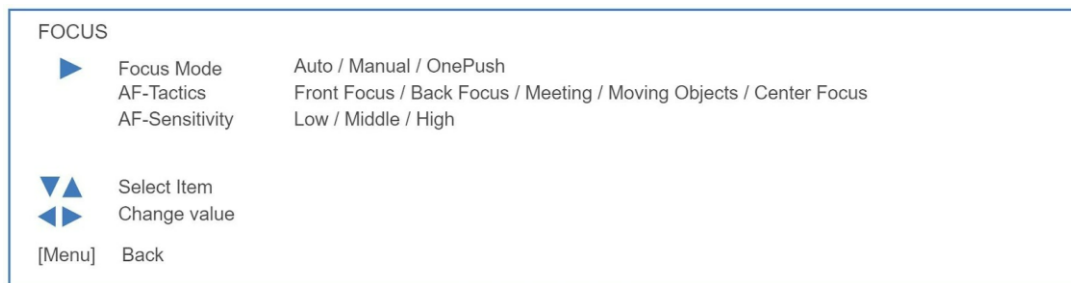 FOCUS
Focus Mode Auto / Manual / OnePush
AF-Tactics Front Focus / Back Focus / Meeting / Moving Objects / Center Focus
AF-Sensitivity Low / Middle / High
Select Item
Change value
[Menu] Back